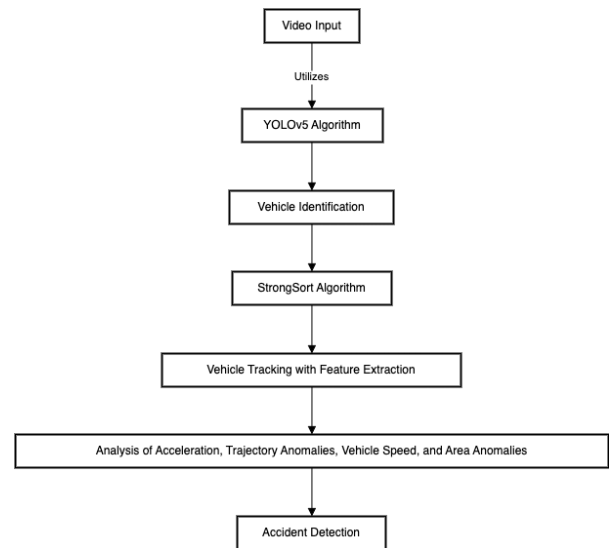 Video Input
Utilizes
YOLOv5 Algorithm
Vehicle Identification
StrongSort Algorithm
Vehicle Tracking with Feature Extraction
Analysis of Acceleration, Trajectory Anomalies, Vehicle Speed, and Area Anomalies
Accident Detection